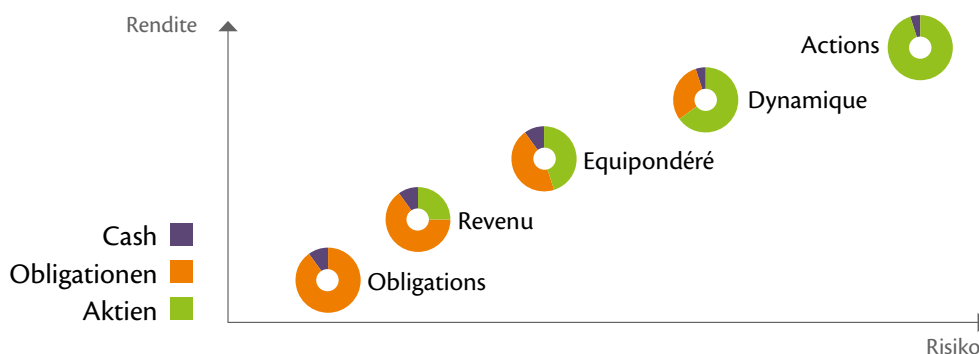 Rendite
Actions
Dynamique
Equipondéré
Revenu
Cash
Obligationen
Obligations
Aktien
Risiko